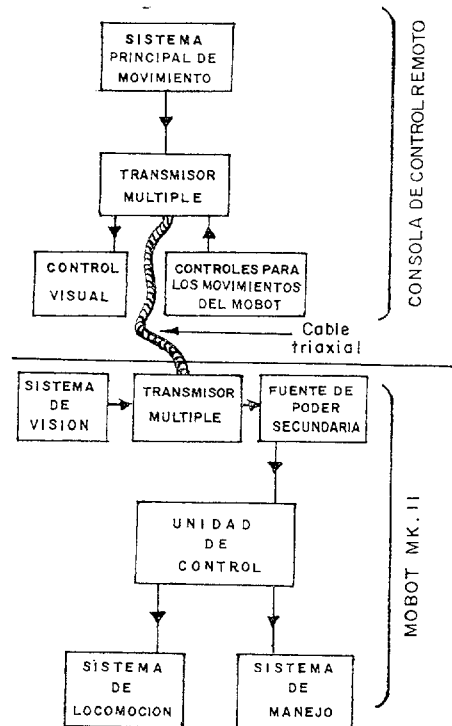 SISTEMA
PRINCIPAL DE
MOVIMIENTO
TRANSMISOR
MULTIPLE
CONTROL
VISUAL
CONTROLES PARA
LOS MOVIMIENTOS
DEL MOBOT
Cable
triaxial
CONSOLA DE CONTROL REMOTO
SISTEMA
DE
VISION
TRANSMISOR
MULTIPLE
FUENTE DE
PODER
SECUNDARIA
UNIDAD
DE
CONTROL
SISTEMA
DE
LOCOMOCION
SISTEMA
DE
MANEJO
MOBOT MK.II